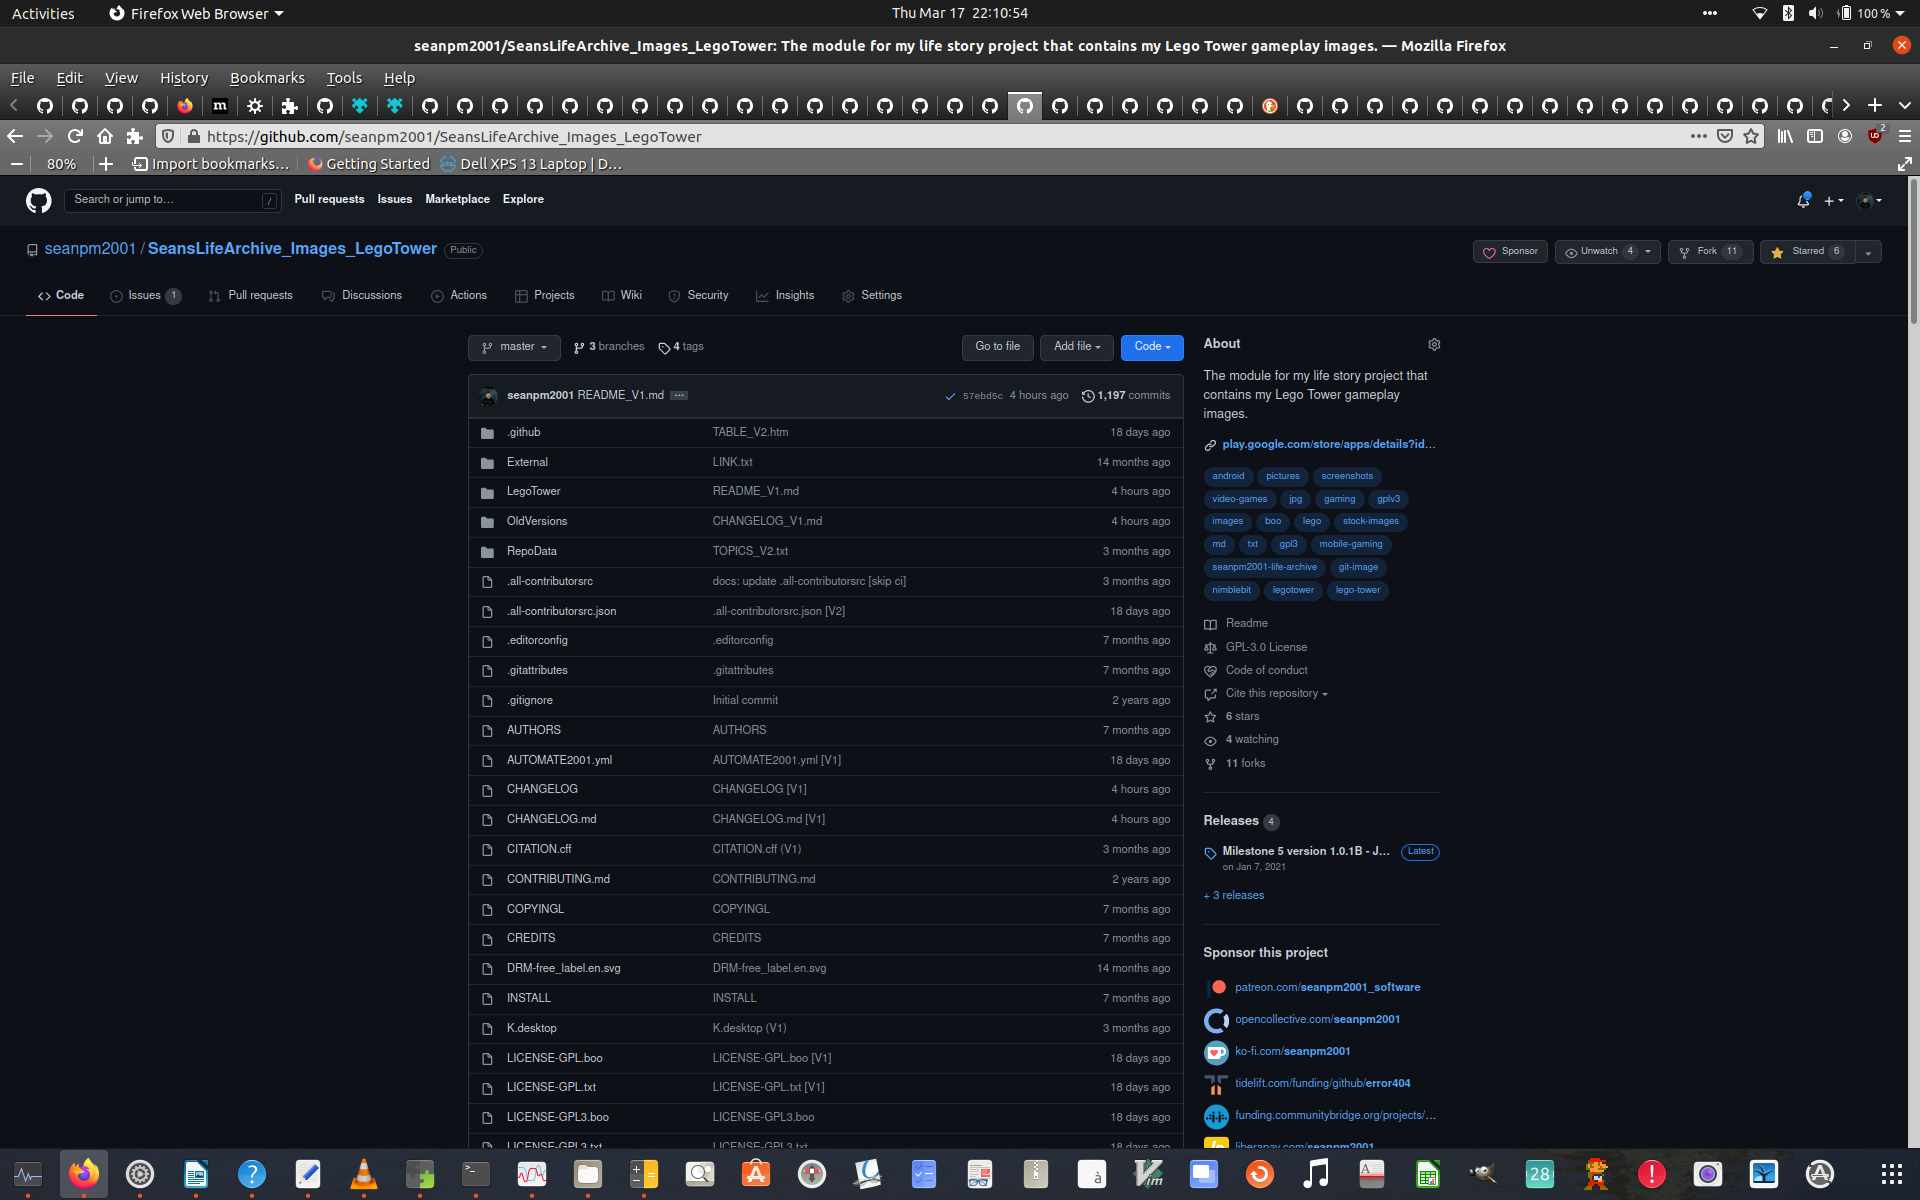 Activities Firefox Web Browser Thu Mar 17 22:10:54 100 %
seanpm2001/SeansLifeArchive_Images_LegoTower: The module for my life story project that contains my Lego Tower gameplay images. — Mozilla Firefox
File Edit View History Bookmarks Tools Help
https://github.com/seanpm2001/SeansLifeArchive_Images_LegoTower 2
80% Import bookmarks... Getting Started Dell XPS 13 Laptop | D...
Search or jump to... / Pull requests Issues Marketplace Explore
seanpm2001 / SeansLifeArchive_Images_LegoTower Public Sponsor Unwatch 4 Fork 11 Starred 6
Code Issues 1 Pull requests Discussions Actions Projects Wiki Security Insights Settings
master 3 branches 4 tags Go to file Add file Code
seanpm2001 README_V1.md ... 57ebd5c 4 hours ago 1,197 commits
.github TABLE_V2.htm 18 days ago
External LINK.txt 14 months ago
LegoTower README_V1.md 4 hours ago
OldVersions CHANGELOG_V1.md 4 hours ago
RepoData TOPICS_V2.txt 3 months ago
.all-contributorsrc docs: update .all-contributorsrc [skip ci] 3 months ago
.all-contributorsrc.json .all-contributorsrc.json [V2] 18 days ago
.editorconfig .editorconfig 7 months ago
.gitattributes .gitattributes 7 months ago
.gitignore Initial commit 2 years ago
AUTHORS AUTHORS 7 months ago
AUTOMATE2001.yml AUTOMATE2001.yml [V1] 18 days ago
CHANGELOG CHANGELOG [V1] 4 hours ago
CHANGELOG.md CHANGELOG.md [V1] 4 hours ago
CITATION.cff CITATION.cff (V1) 3 months ago
CONTRIBUTING.md CONTRIBUTING.md 2 years ago
COPYINGL COPYINGL 7 months ago
CREDITS CREDITS 7 months ago
DRM-free_label.en.svg DRM-free_label.en.svg 14 months ago
INSTALL INSTALL 7 months ago
K.desktop K.desktop (V1) 3 months ago
LICENSE-GPL.boo LICENSE-GPL.boo [V1] 18 days ago
LICENSE-GPL.txt LICENSE-GPL.txt [V1] 18 days ago
LICENSE-GPL3.boo LICENSE-GPL3.boo 18 days ago
LICENSE-GPL3.txt LICENSE-GPL3.txt 18 days ago
About
The module for my life story project that
contains my Lego Tower gameplay
images.
play.google.com/store/apps/details?id...
android pictures screenshots
video-games jpg gaming gplv3
images boo lego stock-images
md txt gpl3 mobile-gaming
seanpm2001-life-archive git-image
nimblebit legotower lego-tower
Readme
GPL-3.0 License
Code of conduct
Cite this repository
6 stars
4 watching
11 forks
Releases 4
Milestone 5 version 1.0.1B - J... Latest
on Jan 7, 2021
+ 3 releases
Sponsor this project
patreon.com/seanpm2001_software
opencollective.com/seanpm2001
ko-fi.com/seanpm2001
tidelift.com/funding/github/error404
funding.communitybridge.org/projects/...
liberapay.com/seanpm2001
28